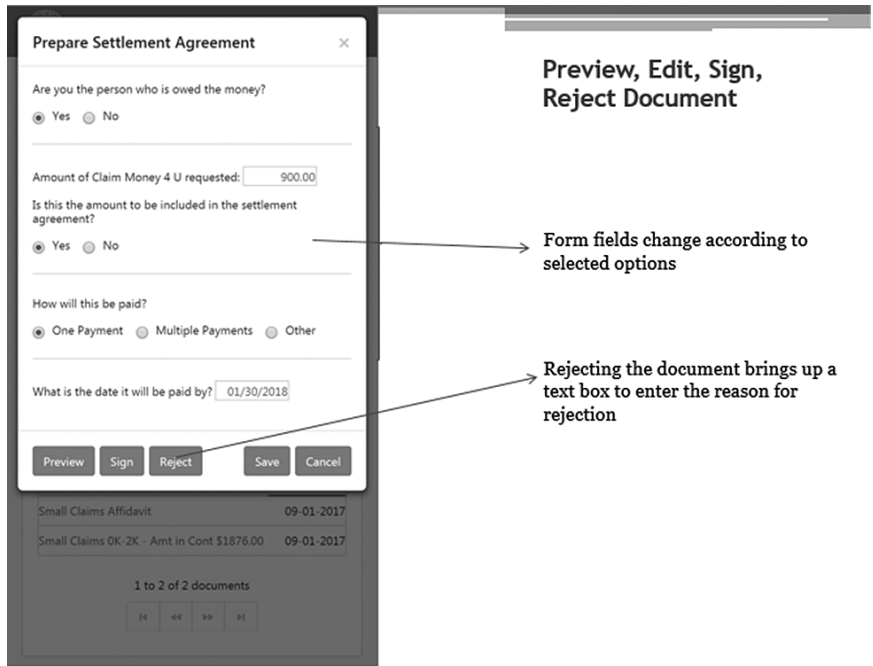 Prepare Settlement Agreement ×
Are you the person who is owed the money?
Yes No
Amount of Claim Money 4 U requested: 900.00
Is this the amount to be included in the settlement
agreement?
Yes No
How will this be paid?
One Payment Multiple Payments Other
What is the date it will be paid by? 01/30/2018
Preview Sign Reject Save Cancel
Small Claims Affidavit 09-01-2017
Small Claims 0K-2K - Amt in Cont $1876.00 09-01-2017
1 to 2 of 2 documents
Preview, Edit, Sign,
Reject Document
Form fields change according to
selected options
Rejecting the document brings up a
text box to enter the reason for
rejection